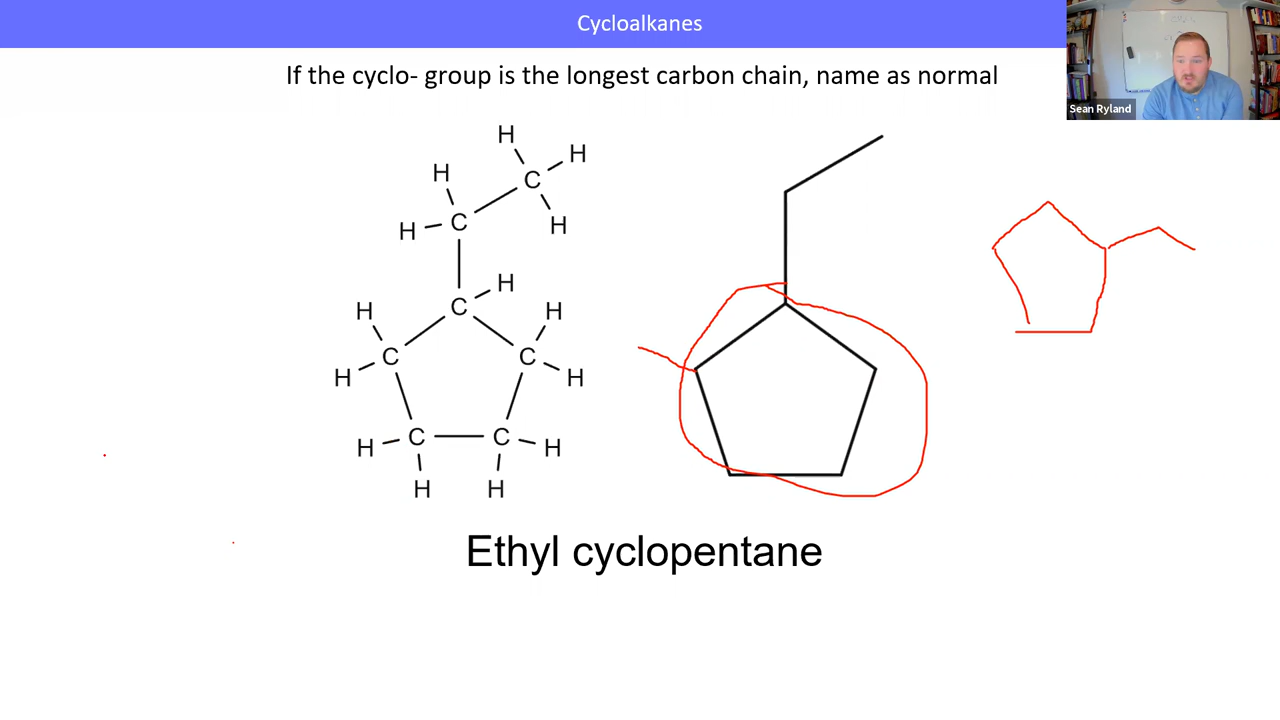 Cycloalkanes
If the cyclo- group is the longest carbon chain, name as normal
Sean Ryland
H
H
H
C
H
C
H
H
H
C
H
H
C
C
H
H
H
C
C
H
H
H
Ethyl cyclopentane